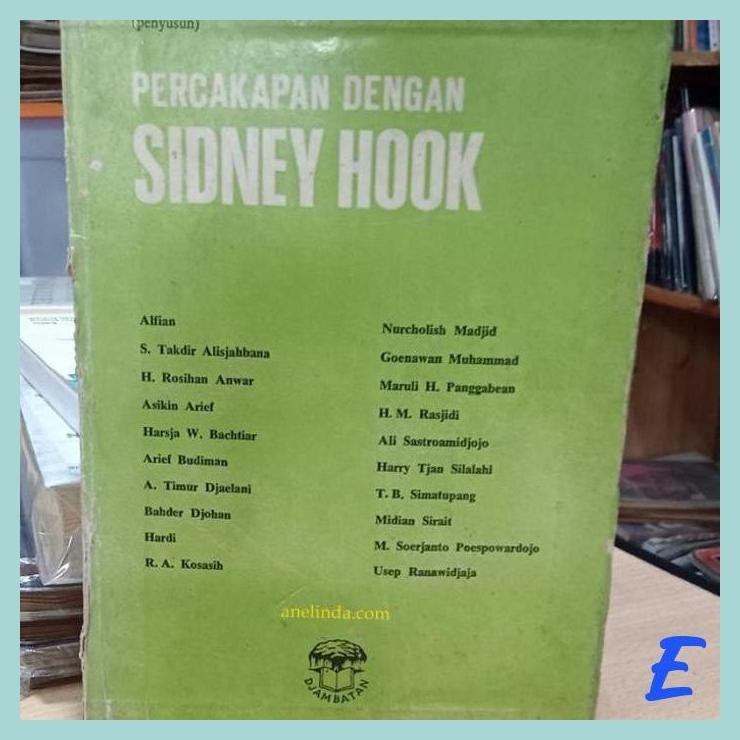 (penyusun)
PERCAKAPAN DENGAN
SIDNEY HOOK
Alfian
S. Takdir Alisjahbana
H. Rosihan Anwar
Asikin Arief
Harsja W. Bachtiar
Arief Budiman
A. Timur Djaelani
Bahder Djohan
Hardi
R. A. Kosasih
Nurcholish Madjid
Goenawan Muhammad
Maruli H. Panggabean
H. M. Rasjidi
Ali Sastroamidjojo
Harry Tjan Silalahi
T. B. Simatupang
Midian Sirait
M. Soerjanto Poespowardojo
Usep Ranawidjaja
anelinda.com
DJAMBATAN
E